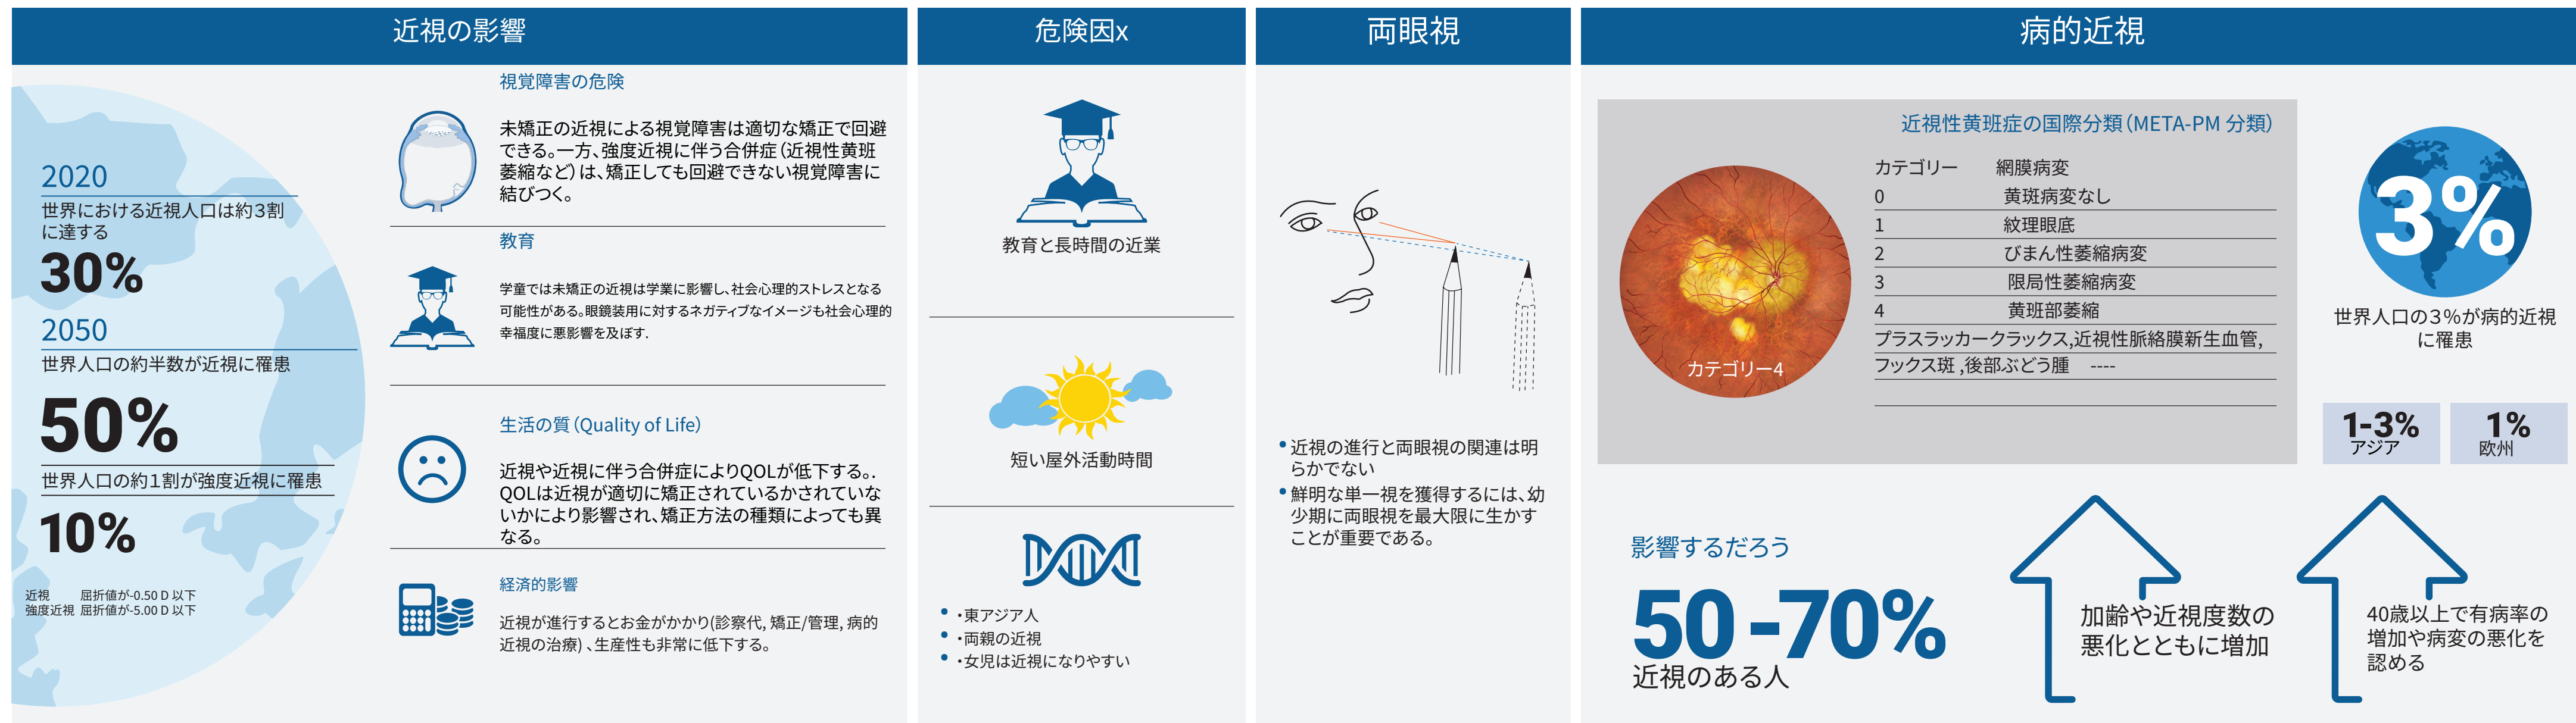 近視の影響
2020
世界における近視人口は約３割
に達する
30%
2050
世界人口の約半数が近視に罹患
50%
世界人口の約１割が強度近視に罹患
10%
近視 屈折値が-0.50 D 以下
強度近視 屈折値が-5.00 D 以下
視覚障害の危険
未矯正の近視による視覚障害は適切な矯正で回避
できる。一方、強度近視に伴う合併症（近視性黄斑
萎縮など）は、矯正しても回避できない視覚障害に
結びつく。
教育
学童では未矯正の近視は学業に影響し、社会心理的ストレスとなる
可能性がある。眼鏡装用に対するネガティブなイメージも社会心理的
幸福度に悪影響を及ぼす.
生活の質（Quality of Life）
近視や近視に伴う合併症によりQOLが低下する。.
QOLは近視が適切に矯正されているかされていな
いかにより影響され、矯正方法の種類によっても異
なる。
経済的影響
近視が進行するとお金がかかり(診察代, 矯正/管理, 病的
近視の治療) 、生産性も非常に低下する。
危険因x
教育と長時間の近業
短い屋外活動時間
• ・東アジア人
• ・両親の近視
• ・女児は近視になりやすい
両眼視
• 近視の進行と両眼視の関連は明
らかでない
• 鮮明な単一視を獲得するには、幼
少期に両眼視を最大限に生かす
ことが重要である。
病的近視
近視性黄班症の国際分類（META-PM 分類）
カテゴリー 網膜病変
0 黄斑病変なし
1 紋理眼底
2 びまん性萎縮病変
3 限局性萎縮病変
4 黄班部萎縮
プラスラッカークラックス,近視性脈絡膜新生血管,
フックス斑 ,後部ぶどう腫 ----
カテゴリー4
3%
世界人口の３％が病的近視
に罹患
1-3%
アジア
1%
欧州
影響するだろう
50 -70%
近視のある人
加齢や近視度数の
悪化とともに増加
40歳以上で有病率の
増加や病変の悪化を
認める